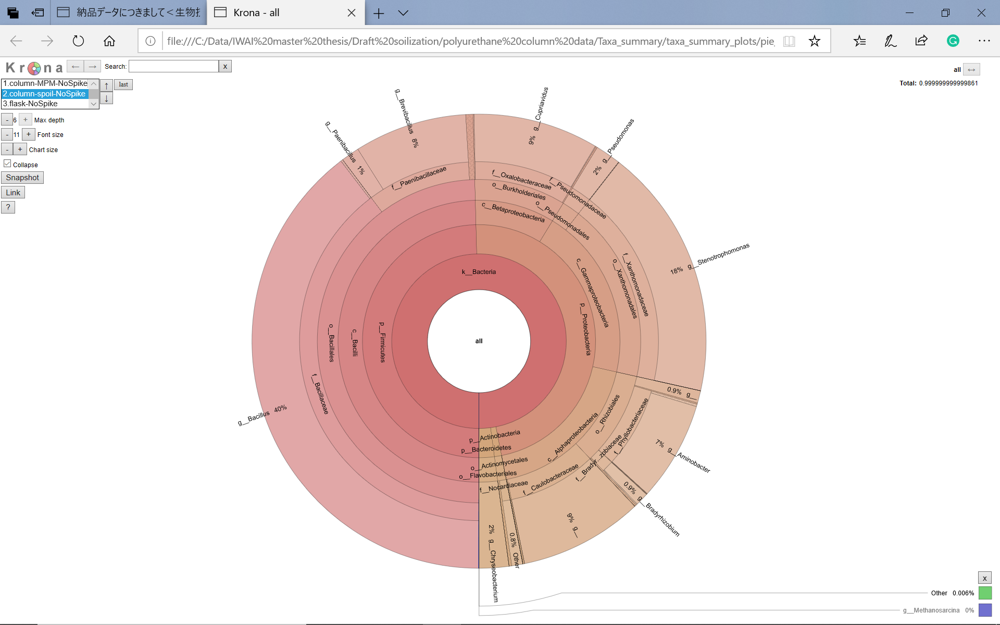 納品データにつきまして＜生物技
Krona - all
file:///C:/Data/IWAI%20master%20thesis/Draft%20soilization/polyurethane%20column%20data/Taxa_summary/taxa_summary_plots/pie_
Krona
← → Search: x
all ↔
Total: 0.999999999999861
1.column-MPM-NoSpike
2.column-spoil-NoSpike
3.flask-NoSpike
↑ last
↓
- 6 + Max depth
- 11 + Font size
- + Chart size
Collapse
Snapshot
Link
?
g__Paenibacillus 1%
g__Brevibacillus 8%
9% g__Cupriavidus
2% g__Pseudomonas
18% g__Stenotrophomonas
f__Paenibacillaceae
f__Oxalobacteraceae
f__Pseudomonadaceae
o__Burkholderiales
o__Pseudomonadales
c__Betaproteobacteria
c__Gammaproteobacteria
o__Xanthomonadales
f__Xanthomonadaceae
k__Bacteria
p__Proteobacteria
all
p__Firmicutes
c__Bacilli
o__Bacillales
f__Bacillaceae
g__Bacillus 40%
0.9% g__
o__Rhizobiales
c__Alphaproteobacteria
f__Phyllobacteriaceae
f__Bradyr...zobiaceae
7% g__Aminobacter
0.9% g__Bradyrhizobium
p__Actinobacteria
p__Bacteroidetes
o__Actinomycetales
o__Flavobacteriales
f__Nocardiaceae
f__Caulobacteraceae
9% g__
0.8% Other
2% g__Chryseobacterium
x
Other 0.006%
g__Methanosarcina 0%